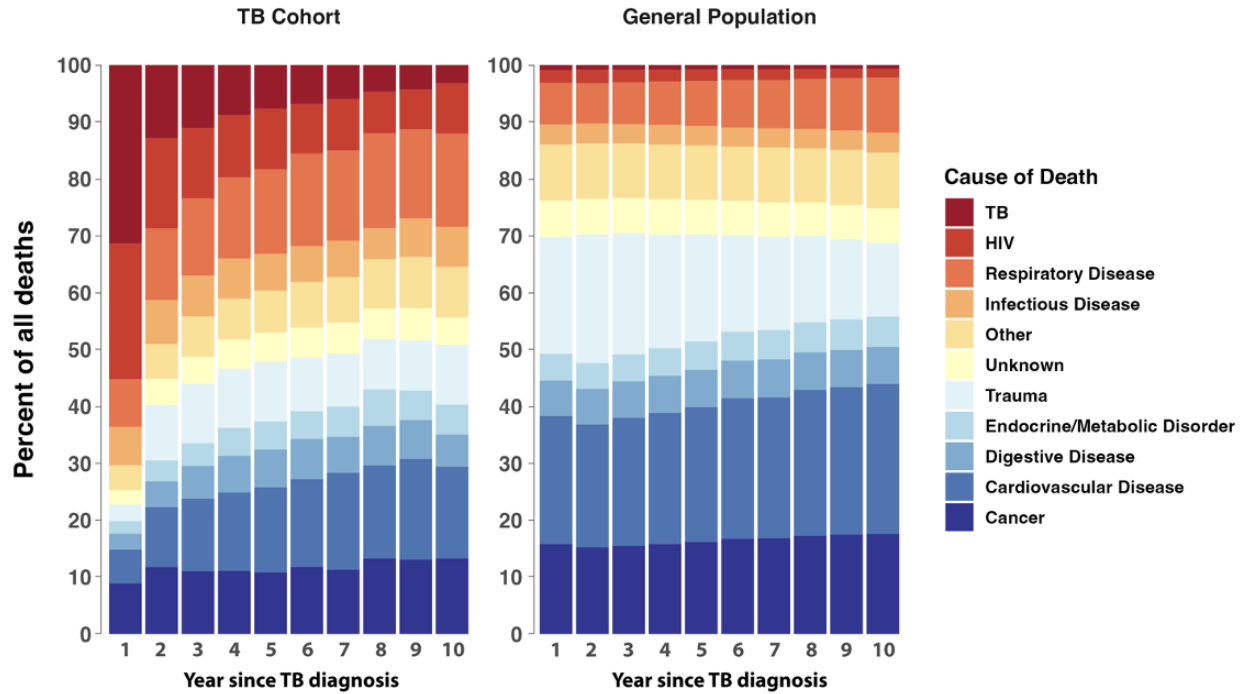 TB Cohort
General Population
Percent of all deaths
100
90
80
70
60
50
40
30
20
10
0
1 2 3 4 5 6 7 8 9 10
Year since TB diagnosis
100
90
80
70
60
50
40
30
20
10
0
1 2 3 4 5 6 7 8 9 10
Year since TB diagnosis
Cause of Death
TB
HIV
Respiratory Disease
Infectious Disease
Other
Unknown
Trauma
Endocrine/Metabolic Disorder
Digestive Disease
Cardiovascular Disease
Cancer